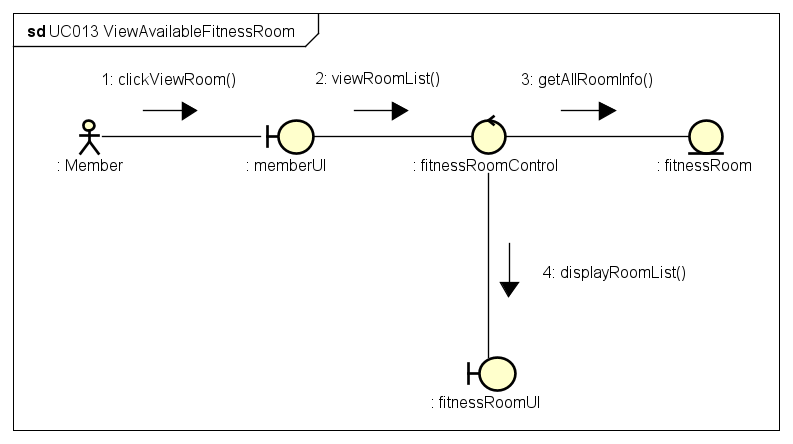 sd UC013 ViewAvailableFitnessRoom
1: clickViewRoom()
2: viewRoomList()
3: getAllRoomInfo()
: Member
: memberUI
: fitnessRoomControl
: fitnessRoom
4: displayRoomList()
: fitnessRoomUI